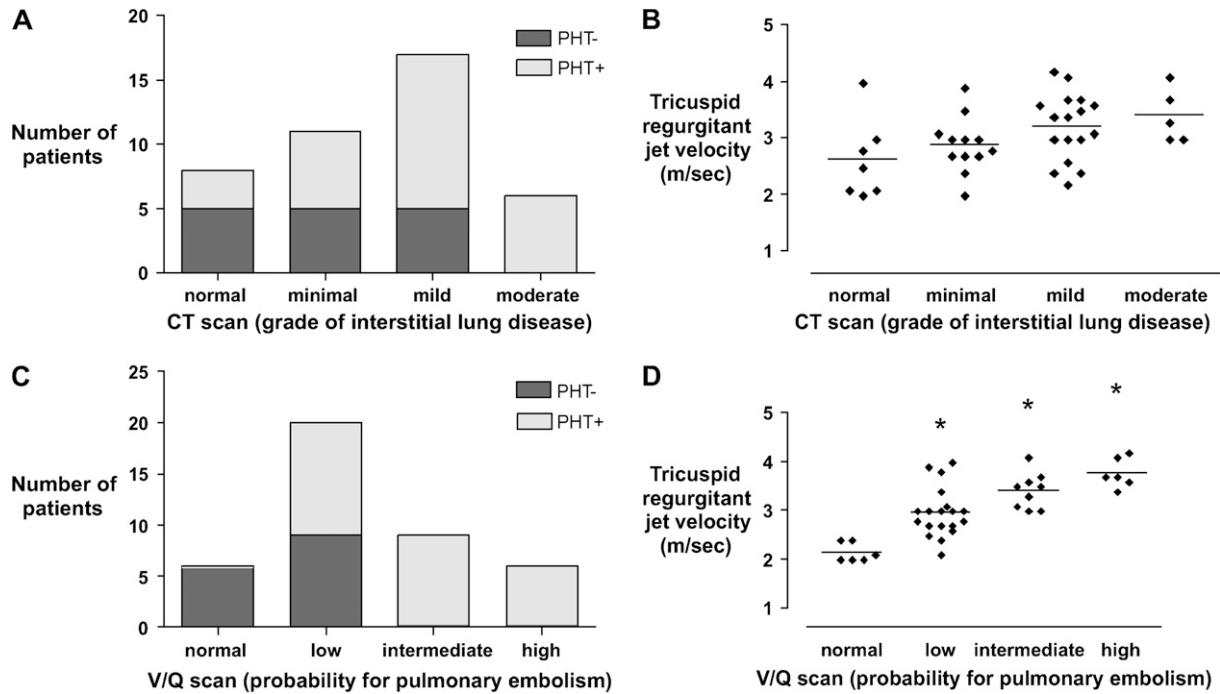 A
20
15
10
5
0
Number of
patients
PHT-
PHT+
normal minimal mild moderate
CT scan (grade of interstitial lung disease)
B
5
4
3
2
1
Tricuspid
regurgitant
jet velocity
(m/sec)
normal minimal mild moderate
CT scan (grade of interstitial lung disease)
C
25
20
15
10
5
0
Number of
patients
PHT-
PHT+
normal low intermediate high
V/Q scan (probability for pulmonary embolism)
D
5
4
3
2
1
Tricuspid
regurgitant
jet velocity
(m/sec)
* * *
normal low intermediate high
V/Q scan (probability for pulmonary embolism)